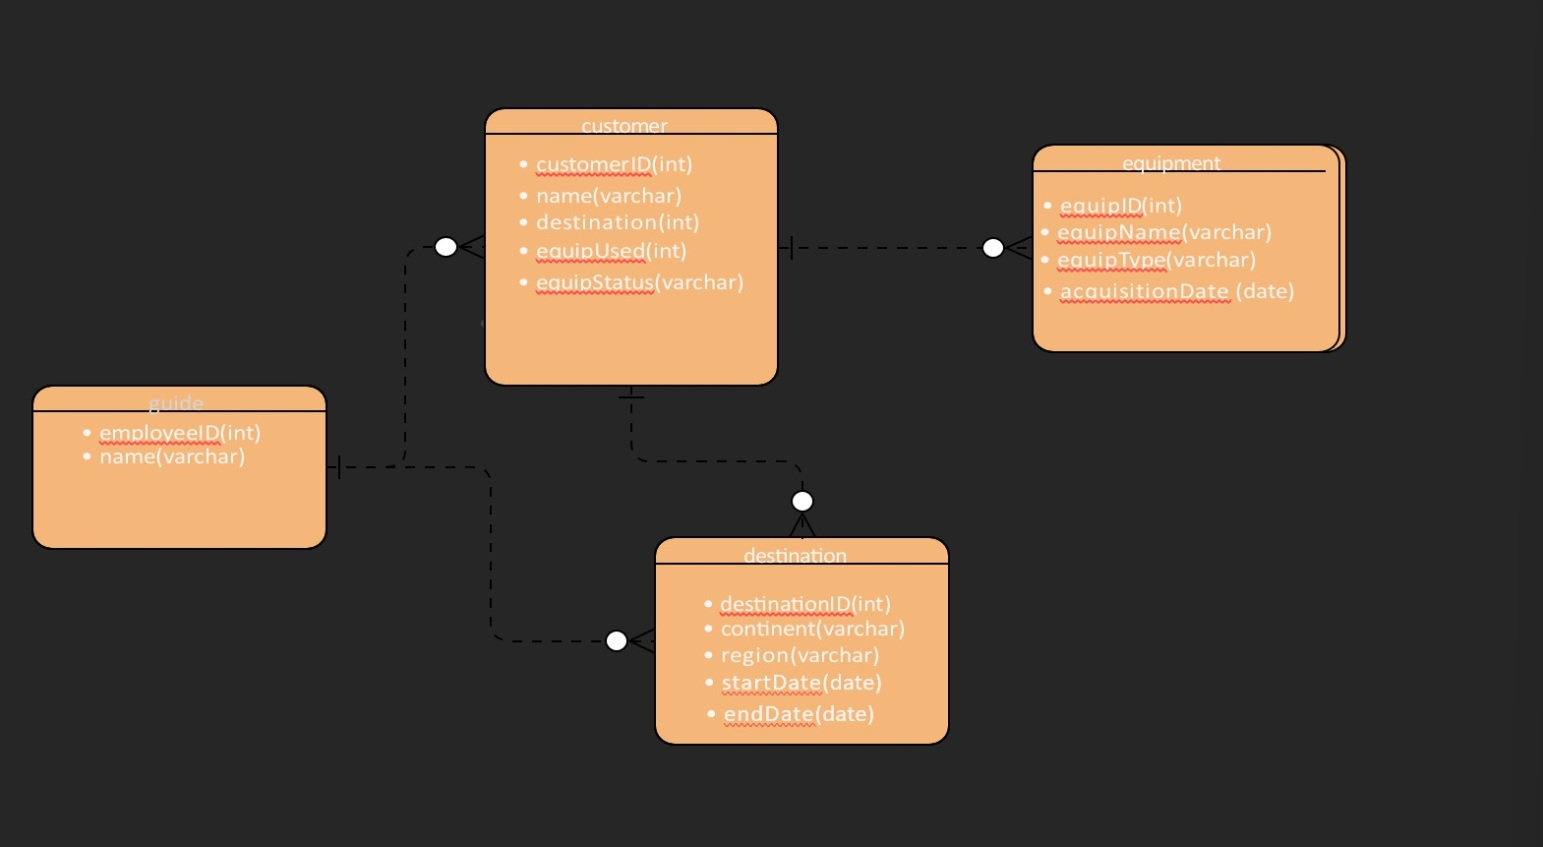 customer
• customerID(int)
• name(varchar)
• destination(int)
• equipUsed(int)
• equipStatus(varchar)
equipment
• equipID(int)
• equipName(varchar)
• equipType(varchar)
• acquisitionDate (date)
guide
• employeeID(int)
• name(varchar)
destination
• destinationID(int)
• continent(varchar)
• region(varchar)
• startDate(date)
• endDate(date)